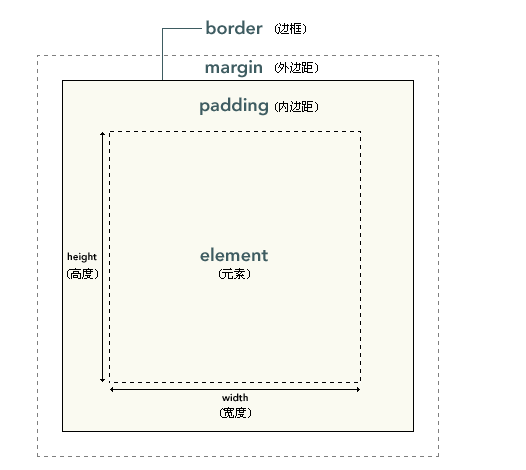 border (边框)
margin (外边距)
padding (内边距)
height
(高度)
element
(元素)
width
(宽度)